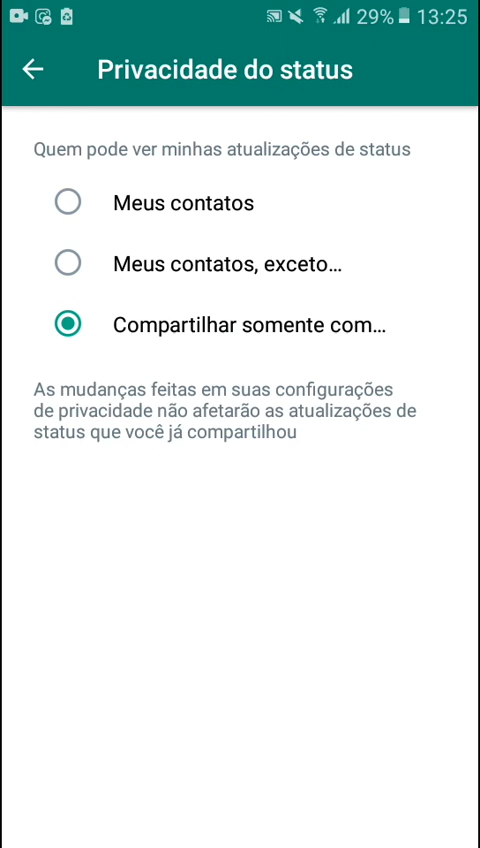 29% 13:25
Privacidade do status
Quem pode ver minhas atualizações de status
Meus contatos
Meus contatos, exceto...
Compartilhar somente com...
As mudanças feitas em suas configurações
de privacidade não afetarão as atualizações de
status que você já compartilhou